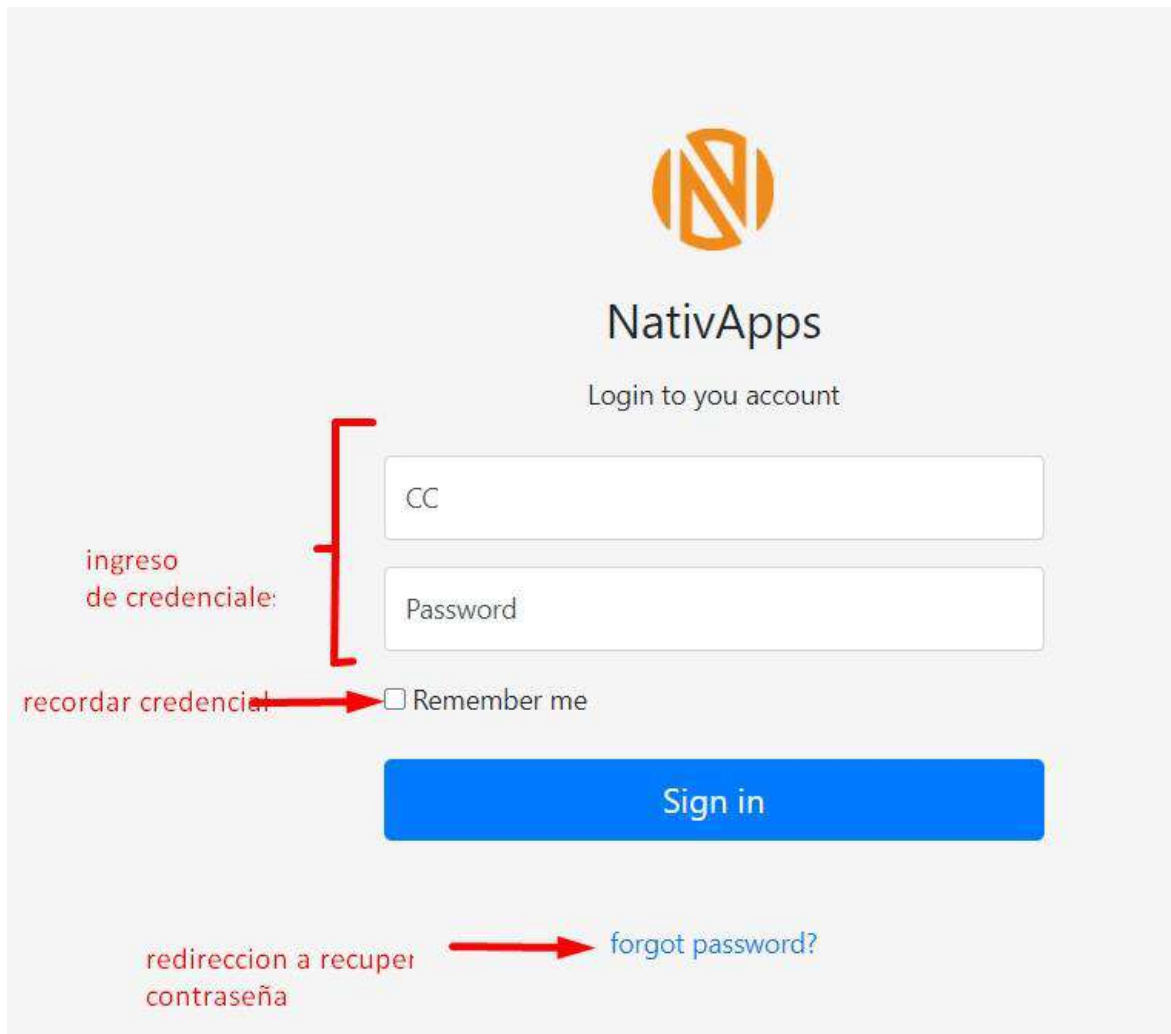 NativApps
Login to you account
CC
ingreso
de credenciale:
Password
recordar credencial
Remember me
Sign in
forgot password?
redireccion a recuper
contraseña